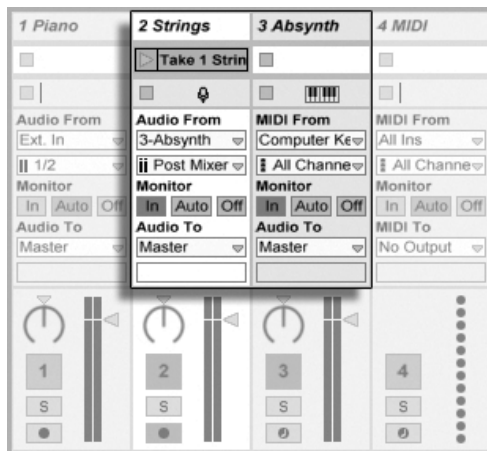 1 Piano 2 Strings 3 Absynth 4 MIDI
Take 1 Strin
Audio From Audio From MIDI From MIDI From
Ext. In 3-Absynth Computer Ke All Ins
1/2 Post Mixer All Channe All Channe
Monitor Monitor Monitor Monitor
In Auto Off In Auto Off In Auto Off In Auto Off
Audio To Audio To Audio To MIDI To
Master Master Master No Output
1 2 3 4
S S S S